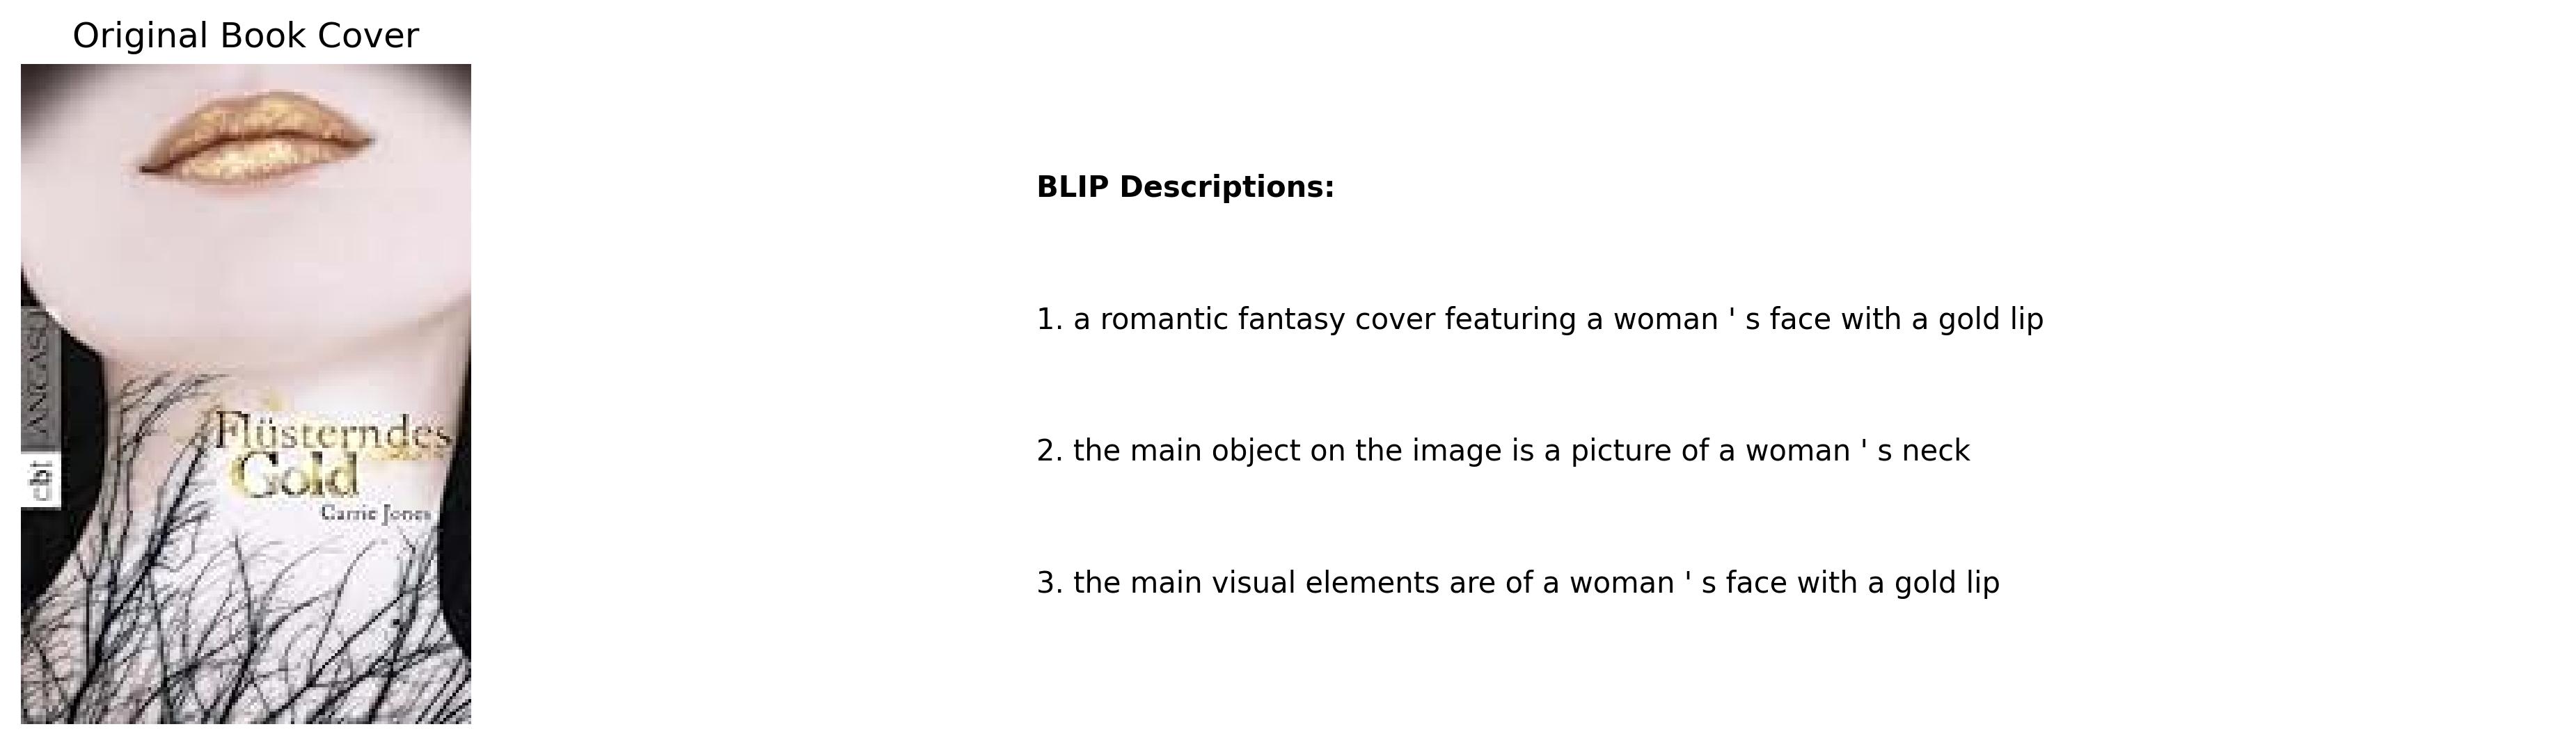 Original Book Cover
Flüsterndes
Gold
Carrie Jones
cbt
BLIP Descriptions:
1. a romantic fantasy cover featuring a woman ' s face with a gold lip
2. the main object on the image is a picture of a woman ' s neck
3. the main visual elements are of a woman ' s face with a gold lip